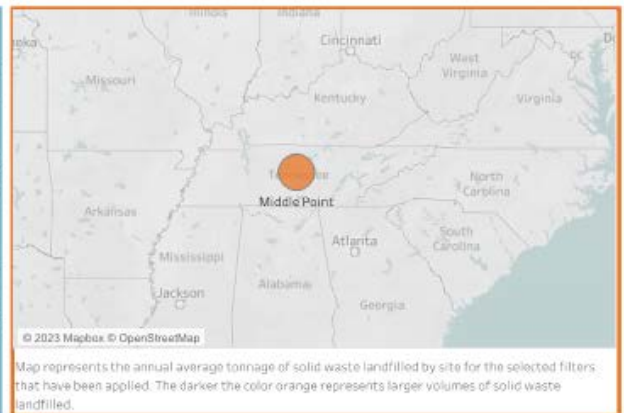 Illinois
Indiana
Cincinnati
West
Virginia
Missouri
Kentucky
Virginia
Middle Point
North
Carolina
Arkansas
Atlanta
South
Carolina
Mississippi
Alabama
Jackson
Georgia
© 2023 Mapbox © OpenStreetMap
Map represents the annual average tonnage of solid waste landfilled by site for the selected filters
that have been applied. The darker the color orange represents larger volumes of solid waste
landfilled.